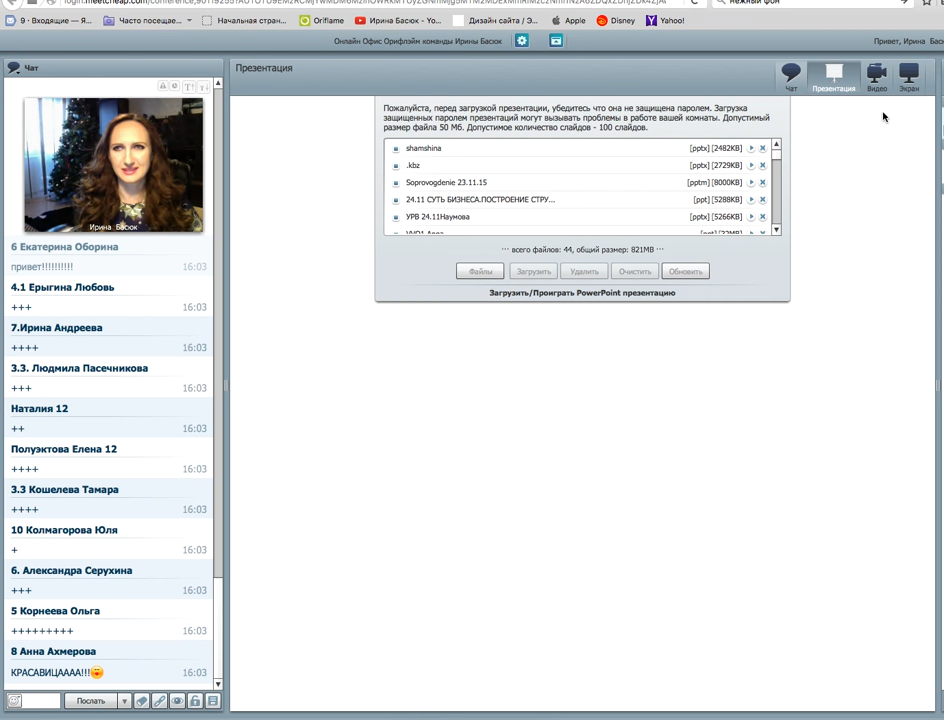 9 · Входящие — Я...
Часто посещае...
Начальная стран...
Oriflame
Ирина Басюк - Yo...
Дизайн сайта / Э...
Apple
Disney
Yahoo!
нежный фон
Онлайн Офис Орифлэйм команды Ирины Басюк
Привет, Ирина Бас
Чат
Презентация
Чат
Презентация
Видео
Экран
T↑
T↓
Ирина Басюк
6 Екатерина Оборина
привет!!!!!!!!!! 16:03
4.1 Ерыгина Любовь
+++ 16:03
7.Ирина Андреева
++++ 16:03
3.3. Людмила Пасечникова
+++ 16:03
Наталия 12
++ 16:03
Полуэктова Елена 12
++++ 16:03
3.3 Кошелева Тамара
++++ 16:03
10 Колмагорова Юля
+ 16:03
6. Александра Серухина
+++ 16:03
5 Корнеева Ольга
+++++++++ 16:03
8 Анна Ахмерова
КРАСАВИЦАААА!!! 16:03
Послать
Пожалуйста, перед загрузкой презентации, убедитесь что она не защищена паролем. Загрузка
защищенных паролем презентаций могут вызывать проблемы в работе вашей комнаты. Допустимый
размер файла 50 Мб. Допустимое количество слайдов - 100 слайдов.
shamshina [pptx] [2482KB]
.kbz [pptx] [2729KB]
Soprovogdenie 23.11.15 [pptm] [8000KB]
24.11 СУТЬ БИЗНЕСА.ПОСТРОЕНИЕ СТРУ... [ppt] [5288KB]
УРВ 24.11Наумова [pptx] [5266KB]
··· всего файлов: 44, общий размер: 821MB ···
Файлы
Загрузить
Удалить
Очистить
Обновить
Загрузить/Проиграть PowerPoint презентацию